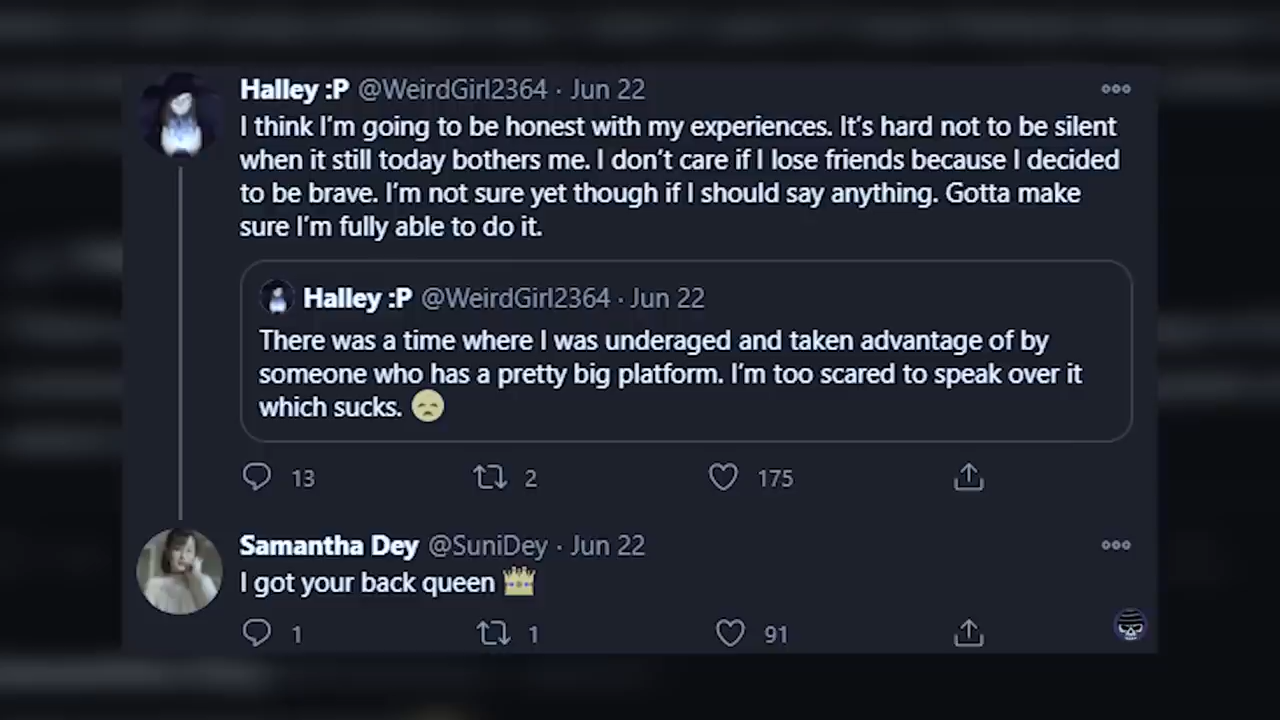 Halley :P @WeirdGirl2364 · Jun 22
I think I'm going to be honest with my experiences. It's hard not to be silent
when it still today bothers me. I don't care if I lose friends because I decided
to be brave. I'm not sure yet though if I should say anything. Gotta make
sure I'm fully able to do it.
Halley :P @WeirdGirl2364 · Jun 22
There was a time where I was underaged and taken advantage of by
someone who has a pretty big platform. I'm too scared to speak over it
which sucks. 😞
13 2 175
Samantha Dey @SuniDey · Jun 22
I got your back queen 👑
1 1 91